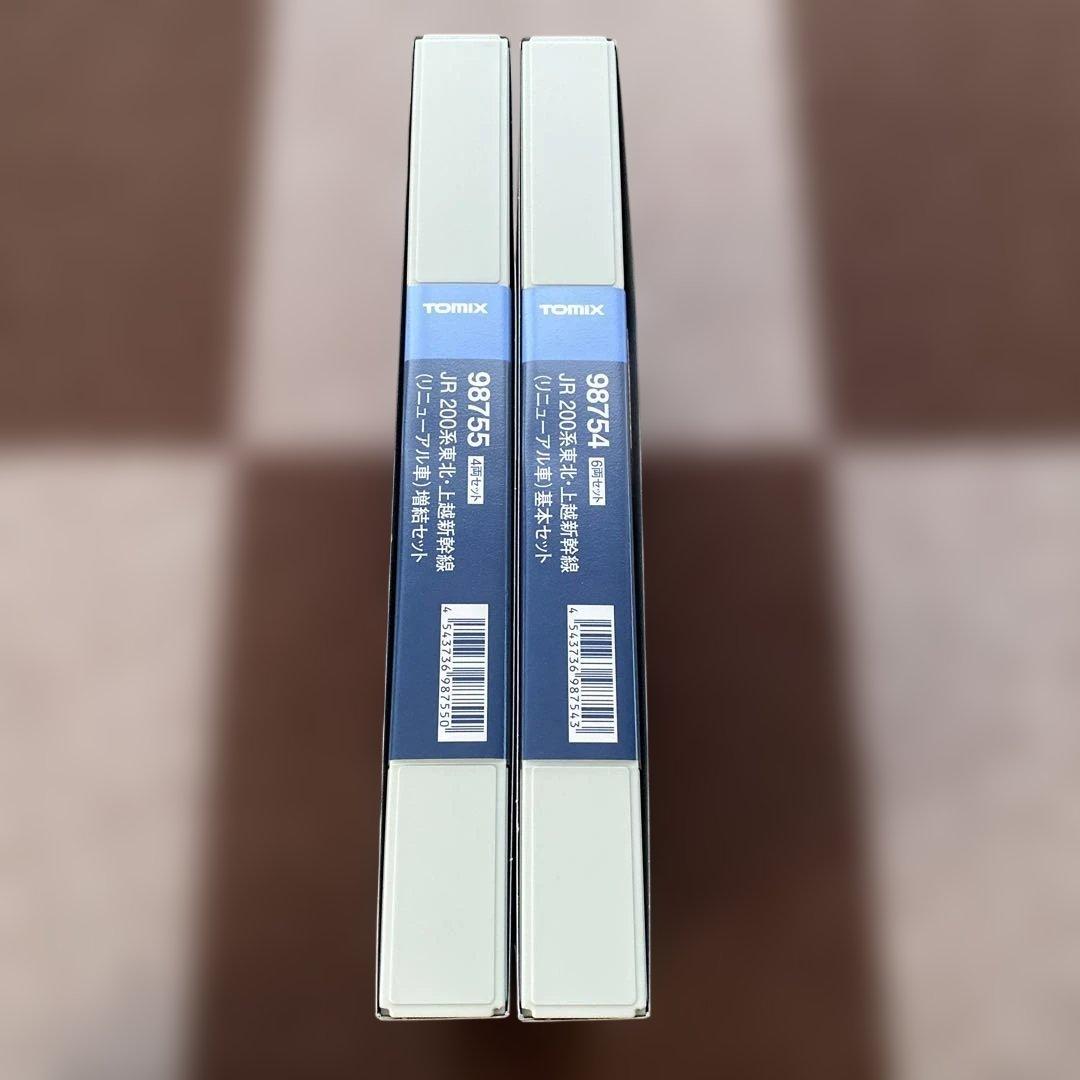 TOMIX
98755 4両セット
JR 200系東北・上越新幹線
(リニューアル車)増結セット
4 543736 987550
TOMIX
98754 6両セット
JR 200系東北・上越新幹線
(リニューアル車)基本セット
4 543736 987543